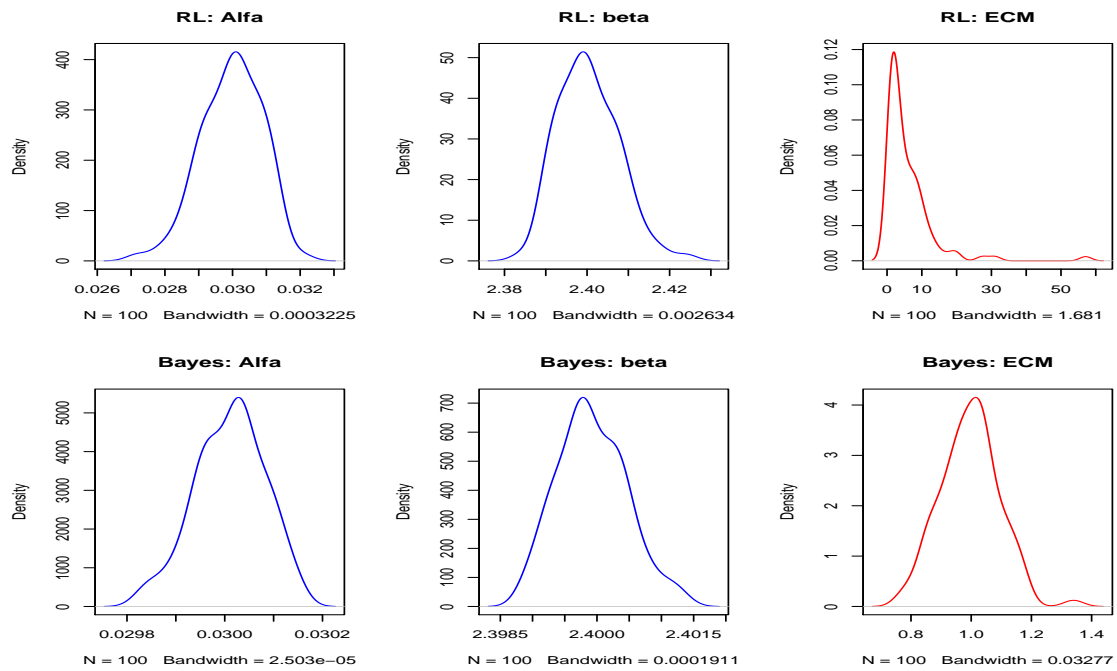 RL: Alfa
RL: beta
RL: ECM
Density
0 100 200 300 400
0.026 0.028 0.030 0.032
N = 100 Bandwidth = 0.0003225
Density
0 10 20 30 40 50
2.38 2.40 2.42
N = 100 Bandwidth = 0.002634
Density
0.00 0.02 0.04 0.06 0.08 0.10 0.12
0 10 30 50
N = 100 Bandwidth = 1.681
Bayes: Alfa
Bayes: beta
Bayes: ECM
Density
0 1000 2000 3000 4000 5000
0.0298 0.0300 0.0302
N = 100 Bandwidth = 2.503e−05
Density
0 100 200 300 400 500 600 700
2.3985 2.4000 2.4015
N = 100 Bandwidth = 0.0001911
Density
0 1 2 3 4
0.8 1.0 1.2 1.4
N = 100 Bandwidth = 0.03277